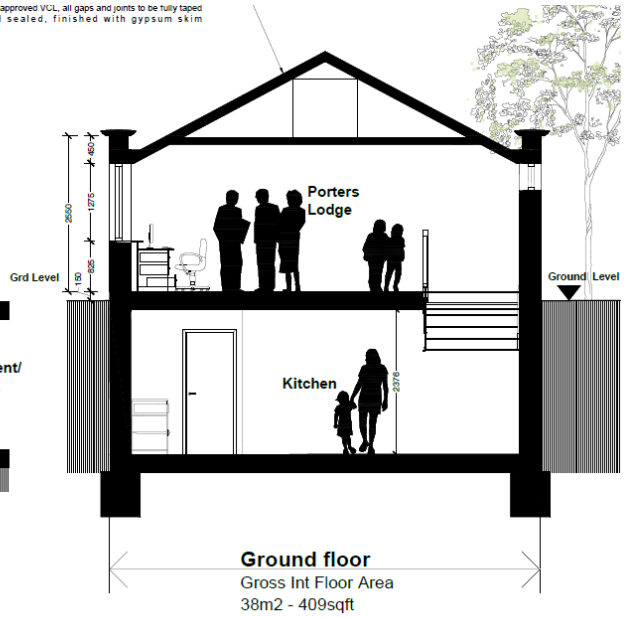 approved VCL, all gaps and joints to be fully taped
sealed, finished with gypsum skim
450
Porters
Lodge
1275
2550
825
150
Grd Level
Ground Level
ent/
Kitchen
2376
Ground floor
Gross Int Floor Area
38m2 - 409sqft